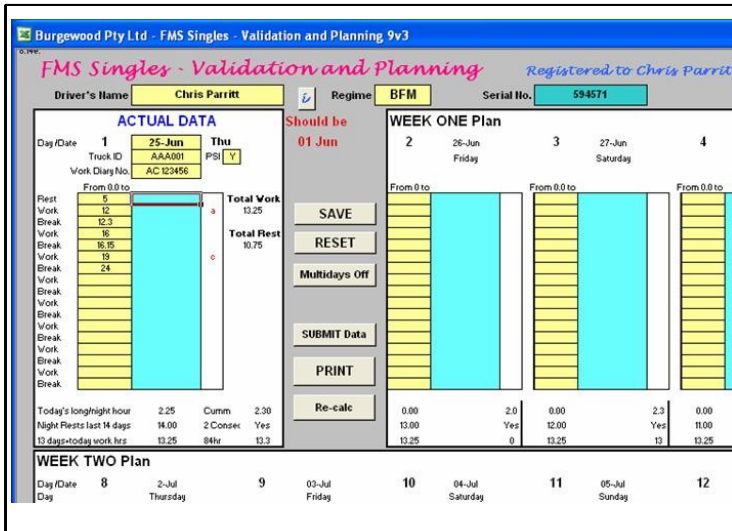 Burgewood Pty Ltd - FMS Singles - Validation and Planning 9v3
FMS Singles - Validation and Planning Registered to Chris Parritt
Driver's Name Chris Parritt i Regime BFM Serial No. 594571
ACTUAL DATA Should be WEEK ONE Plan
Day/Date 1 25-Jun Thu 01 Jun 2 26-Jun 3 27-Jun 4
Truck ID AAA001 PSI Y Friday Saturday
Work Diary No. AC 123456
From 0.0 to From 0 to From 0.0 to From 0.0 to
Rest 5 Total Work
Work 12 a 13.25 SAVE
Break 12.3
Work 16 Total Rest
Break 16.15 10.75 RESET
Work 19 c
Break 24 Multidays Off
Work
Break
Work
Break
Work SUBMIT Data
Work
Break
Work PRINT
Break
Today's long/night hour 2.25 Cumm 2.30 Re-calc 0.00 2.0 0.00 2.3 0.00
Night Rests last 14 days 14.00 2 Consec Yes 13.00 Yes 12.00 Yes 11.00
13 days+today work hrs 13.25 84hr 13.3 13.25 0 13.25 13 13.25
WEEK TWO Plan
Day/Date 8 2-Jul 9 03-Jul 10 04-Jul 11 05-Jul 12
Day Thursday Friday Saturday Sunday